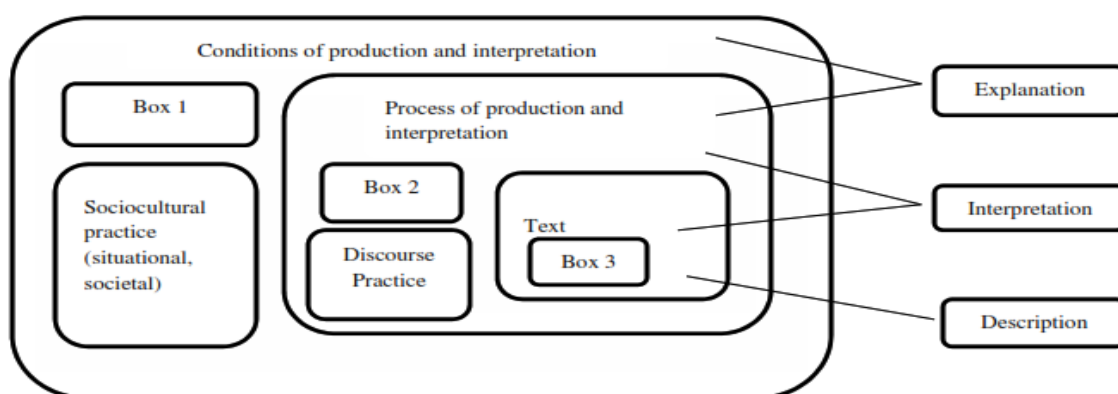 Conditions of production and interpretation
Box 1
Process of production and
interpretation
Explanation
Box 2
Sociocultural
practice
(situational,
societal)
Text
Interpretation
Discourse
Practice
Box 3
Description